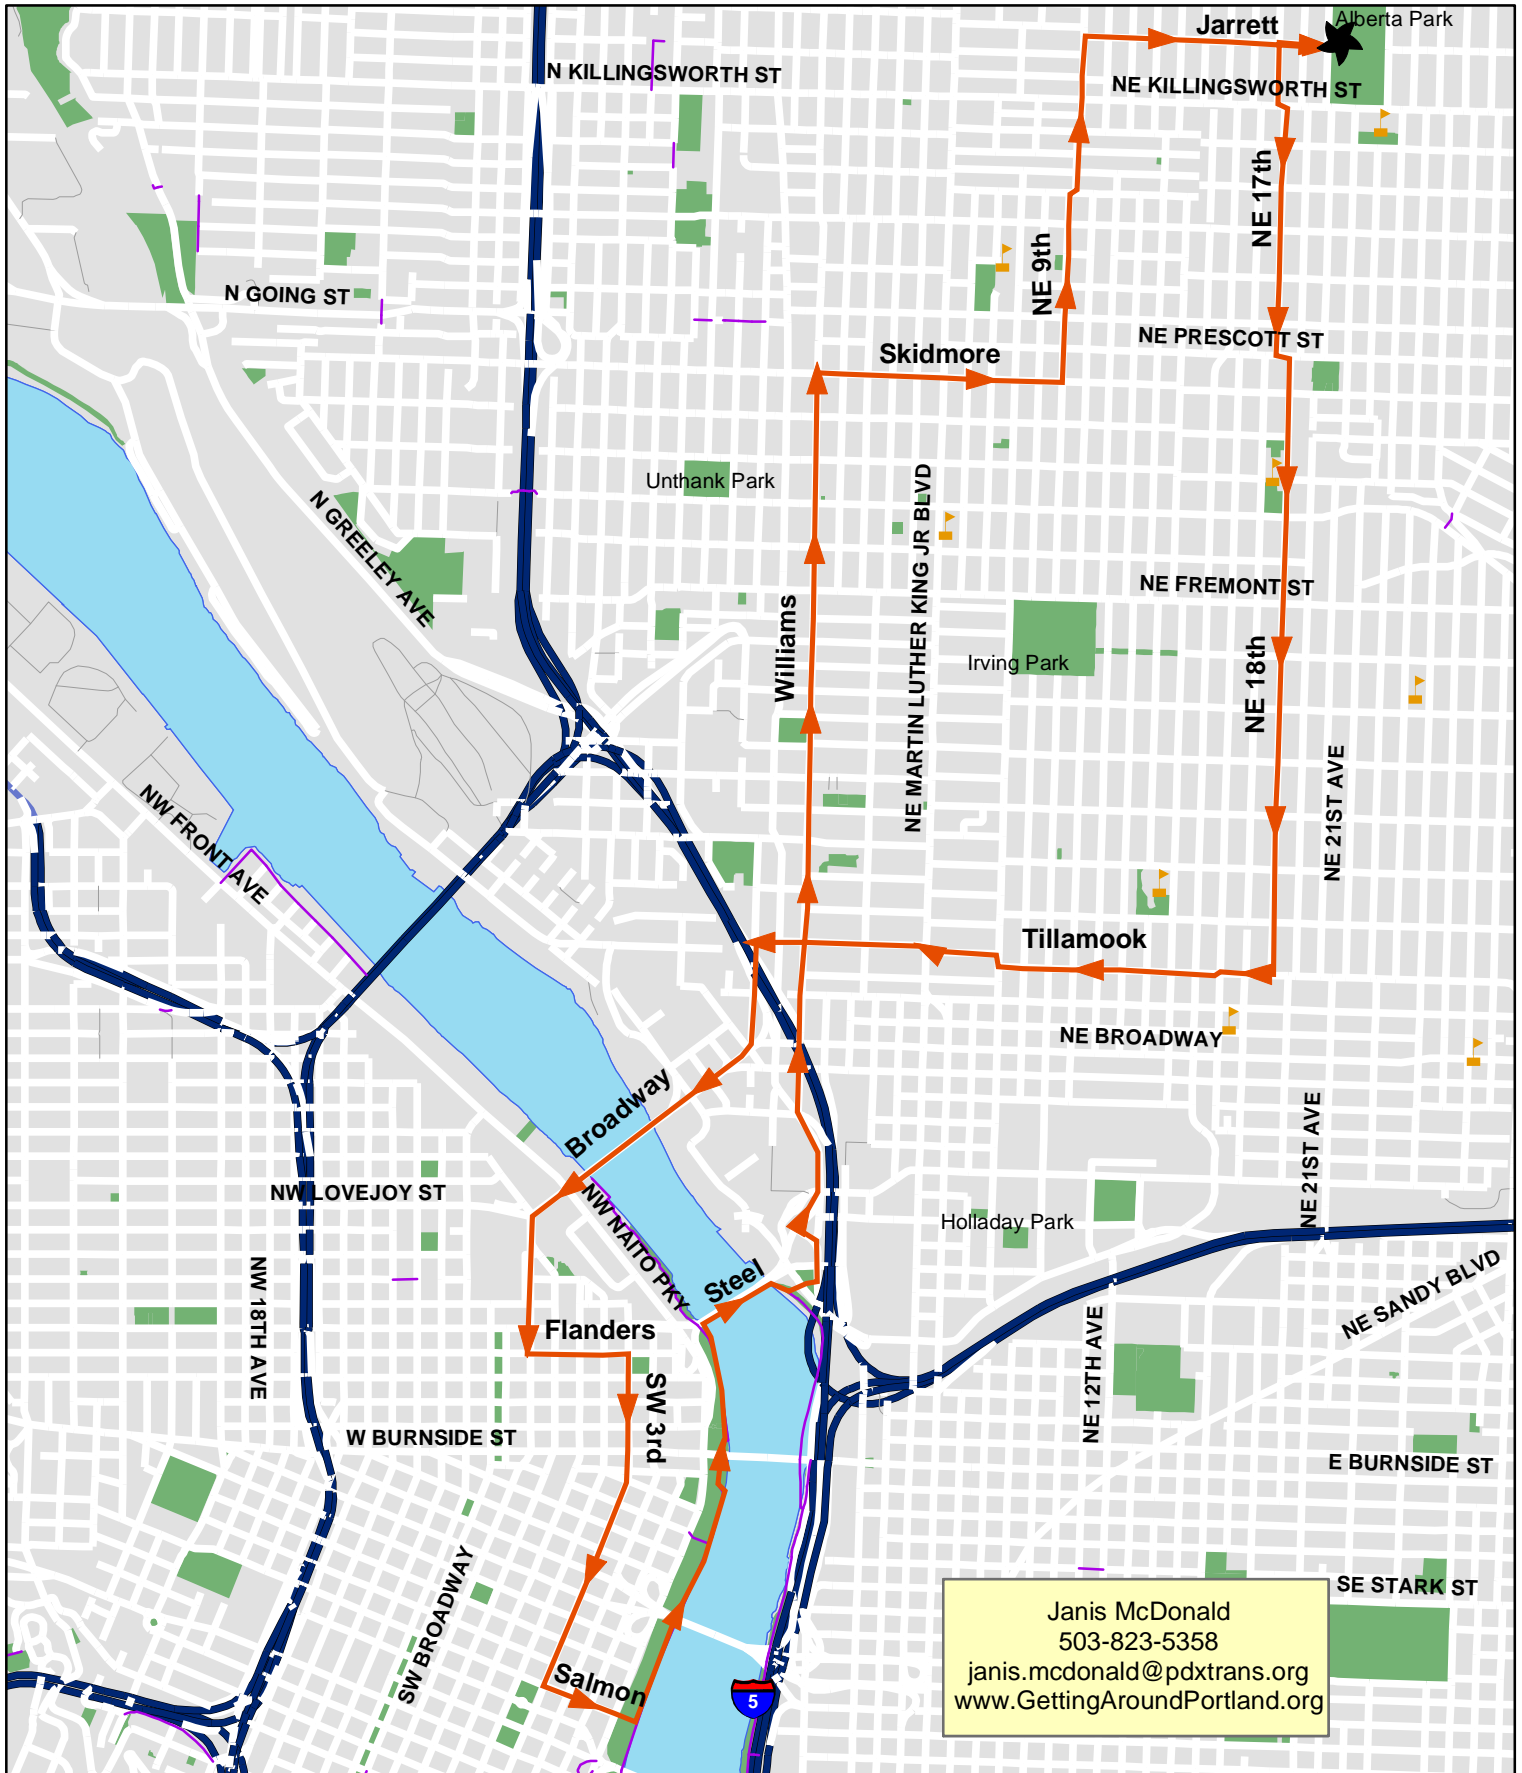 Alberta Park
Jarrett
N KILLINGSWORTH ST
NE KILLINGSWORTH ST
NE 17th
NE 9th
N GOING ST
NE PRESCOTT ST
Skidmore
Unthank Park
N GREELEY AVE
NE MARTIN LUTHER KING JR BLVD
NE FREMONT ST
Williams
Irving Park
NE 18th
NE 21ST AVE
NW FRONT AVE
Tillamook
NE BROADWAY
Broadway
NE 21ST AVE
NW LOVEJOY ST
NW NAITO PKY
Holladay Park
Steel
NW 18TH AVE
NE SANDY BLVD
Flanders
NE 12TH AVE
SW 3rd
W BURNSIDE ST
E BURNSIDE ST
SW BROADWAY
SE STARK ST
Salmon
5
Janis McDonald
503-823-5358
janis.mcdonald@pdxtrans.org
www.GettingAroundPortland.org